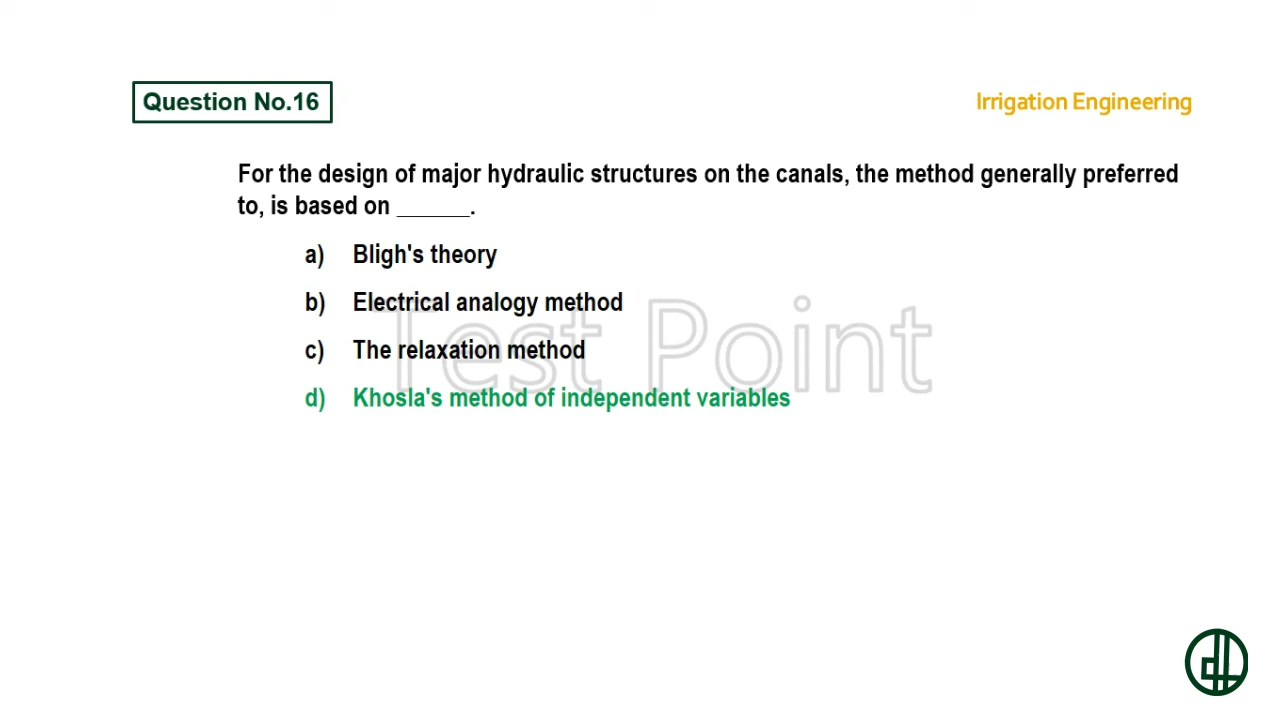 Question No.16
Irrigation Engineering
For the design of major hydraulic structures on the canals, the method generally preferred
to, is based on ______.
a) Bligh's theory
b) Electrical analogy method
c) The relaxation method
d) Khosla's method of independent variables
Test Point